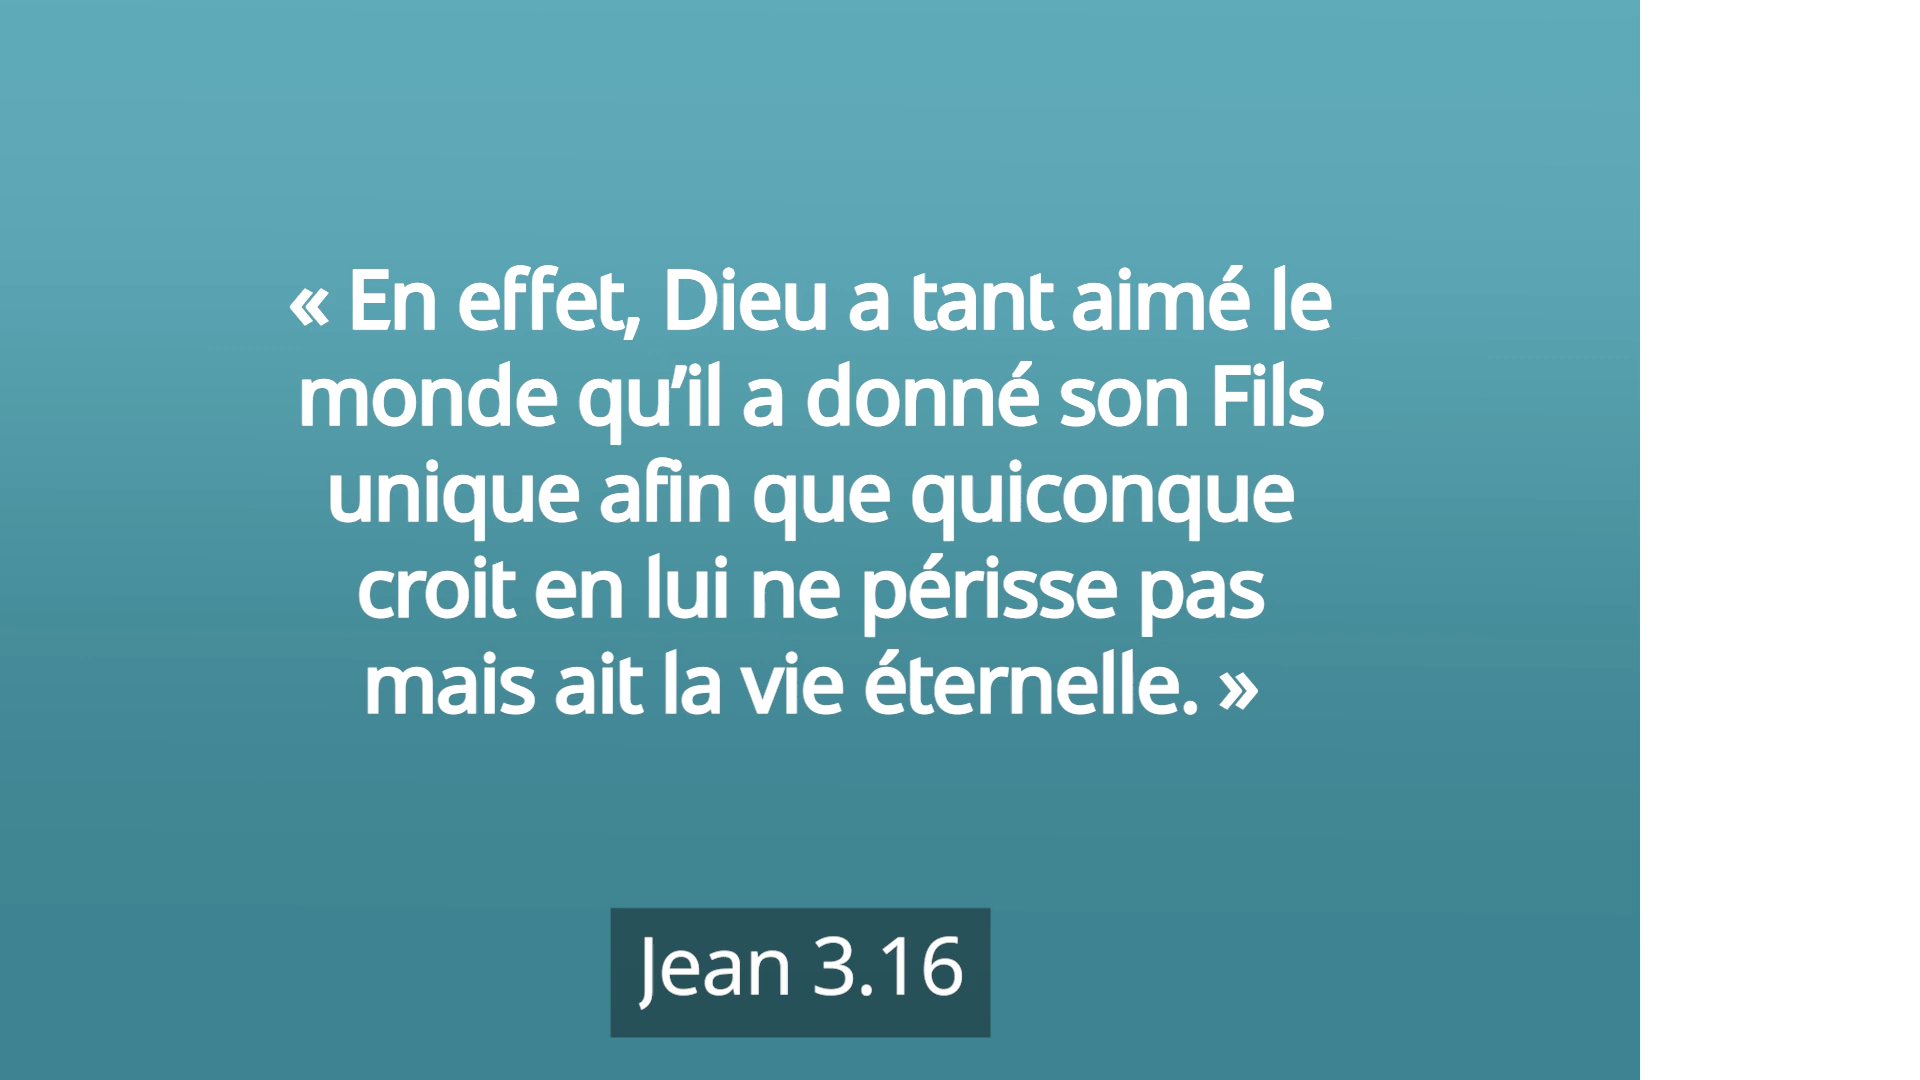 « En effet, Dieu a tant aimé le
monde qu’il a donné son Fils
unique afin que quiconque
croit en lui ne périsse pas
mais ait la vie éternelle. »
Jean 3.16